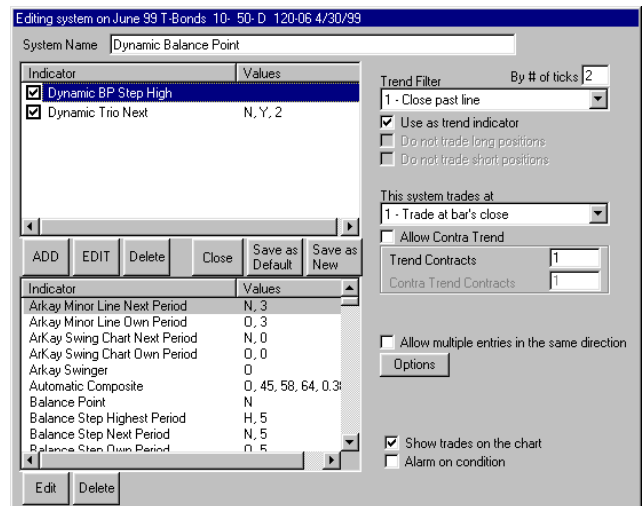 Editing system on June 99 T-Bonds 10- 50- D 120-06 4/30/99
System Name Dynamic Balance Point
Indicator Values
Dynamic BP Step High
Dynamic Trio Next N, Y, 2
ADD EDIT Delete Close Save as Default Save as New
Indicator Values
Arkay Minor Line Next Period N, 3
Arkay Minor Line Own Period O, 3
ArKay Swing Chart Next Period N, 0
ArKay Swing Chart Own Period O, 0
Arkay Swinger O
Automatic Composite O, 45, 58, 64, 0.38
Balance Point N
Balance Step Highest Period H, 5
Balance Step Next Period N, 5
Balance Step Own Period O, 5
Edit Delete
Trend Filter By # of ticks 2
1 - Close past line
Use as trend indicator
Do not trade long positions
Do not trade short positions
This system trades at
1 - Trade at bar's close
Allow Contra Trend
Trend Contracts 1
Contra Trend Contracts 1
Allow multiple entries in the same direction
Options
Show trades on the chart
Alarm on condition